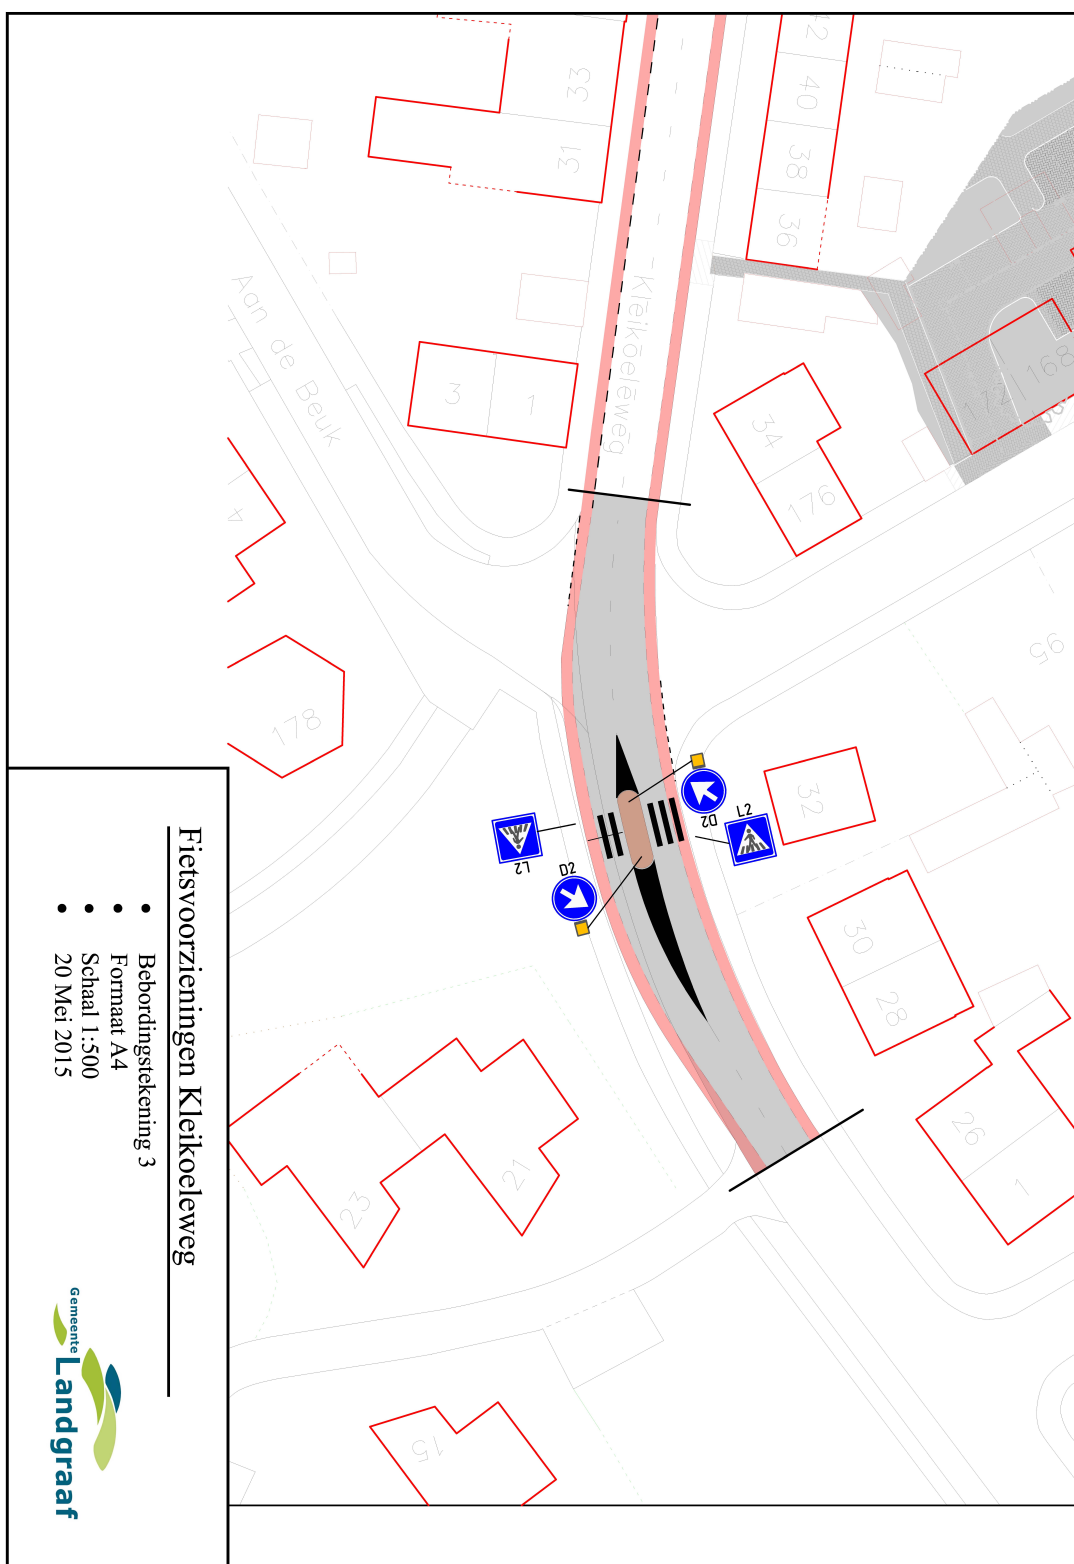 Fietsvoorzieningen Kleikoeleweg
• Bebordingstekening 3
• Formaat A4
• Schaal 1:500
• 20 Mei 2015
Gemeente
Landgraaf
Kleikoeleweg
Aan de Beuk
33
31
42
40
38
36
3
1
34
176
172
168
4
178
95
32
30
28
26
1
23
21
15
D2
L2
D2
L2